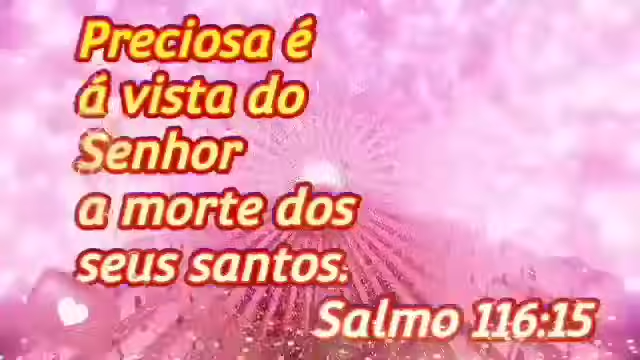 Preciosa é
á vista do
Senhor
a morte dos
seus santos.
Salmo 116:15